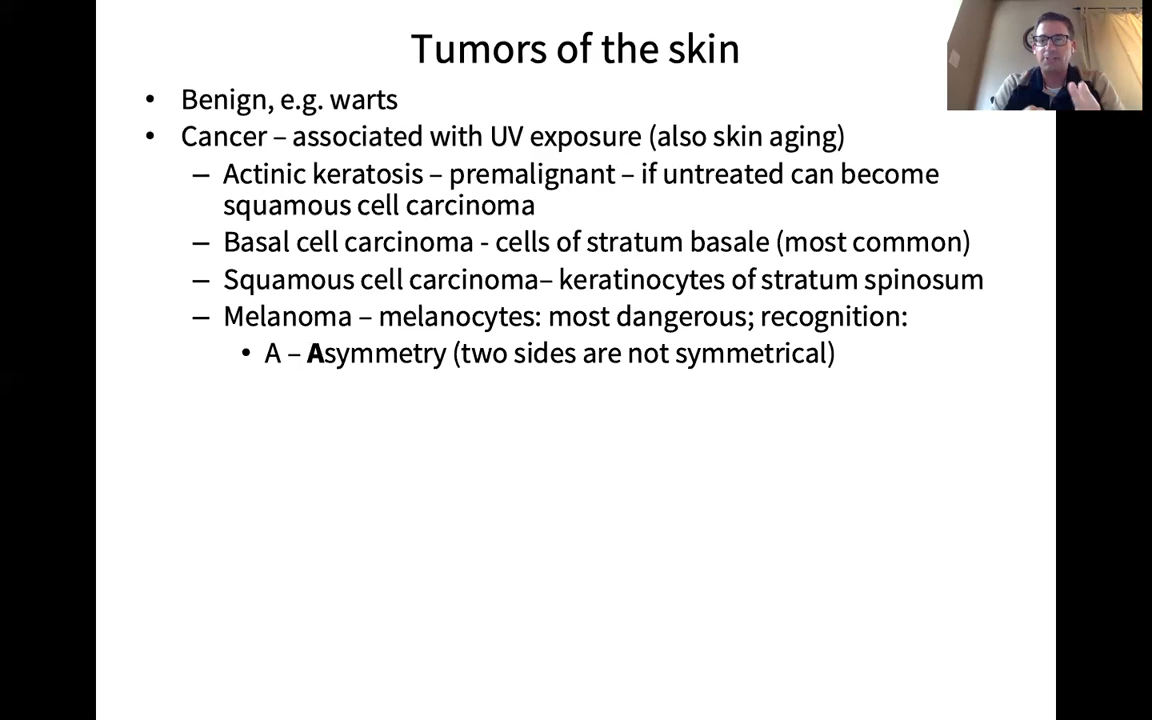 Tumors of the skin
• Benign, e.g. warts
• Cancer – associated with UV exposure (also skin aging)
– Actinic keratosis – premalignant – if untreated can become
squamous cell carcinoma
– Basal cell carcinoma - cells of stratum basale (most common)
– Squamous cell carcinoma– keratinocytes of stratum spinosum
– Melanoma – melanocytes: most dangerous; recognition:
• A – Asymmetry (two sides are not symmetrical)